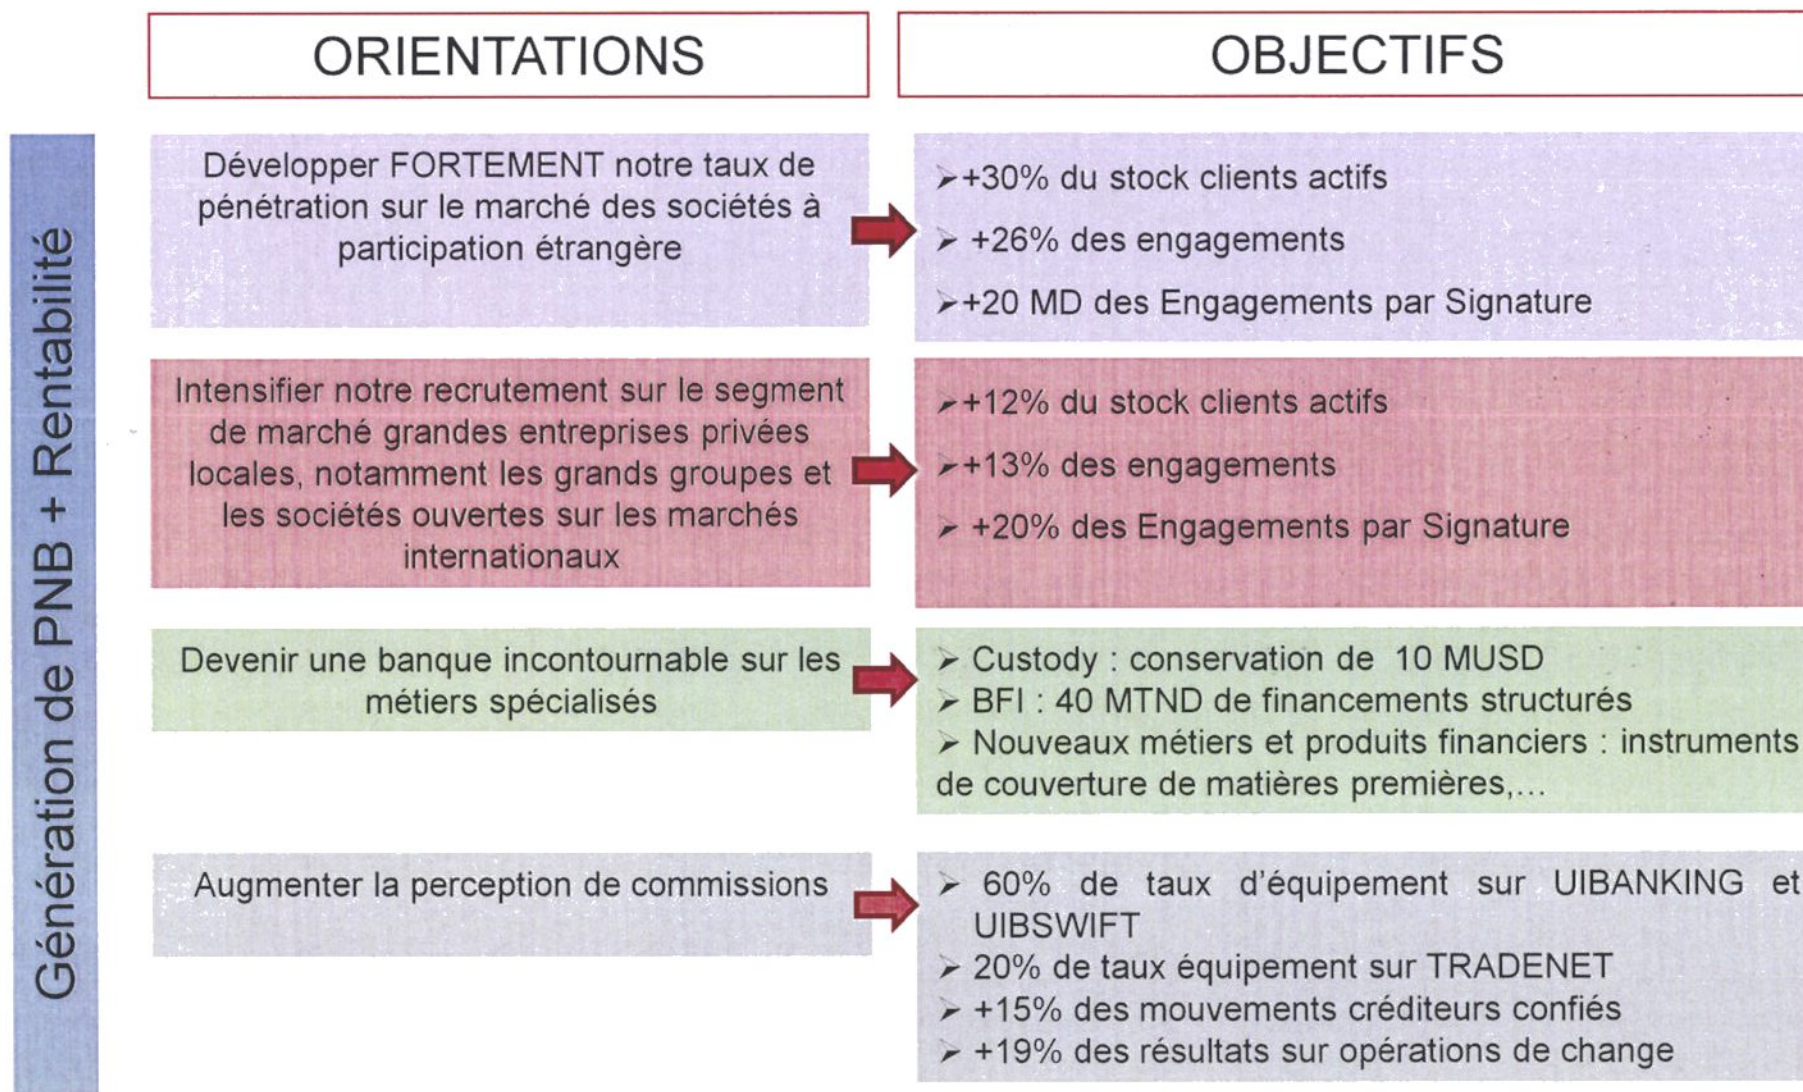 ORIENTATIONS
OBJECTIFS
Génération de PNB + Rentabilité
Développer FORTEMENT notre taux de
pénétration sur le marché des sociétés à
participation étrangère
➢+30% du stock clients actifs
➢ +26% des engagements
➢+20 MD des Engagements par Signature
Intensifier notre recrutement sur le segment
de marché grandes entreprises privées
locales, notamment les grands groupes et
les sociétés ouvertes sur les marchés
internationaux
➢+12% du stock clients actifs
➢+13% des engagements
➢ +20% des Engagements par Signature
Devenir une banque incontournable sur les
métiers spécialisés
➢ Custody : conservation de 10 MUSD
➢ BFI : 40 MTND de financements structurés
➢ Nouveaux métiers et produits financiers : instruments
de couverture de matières premières,...
Augmenter la perception de commissions
➢ 60% de taux d'équipement sur UIBANKING et
UIBSWIFT
➢ 20% de taux équipement sur TRADENET
➢ +15% des mouvements créditeurs confiés
➢ +19% des résultats sur opérations de change